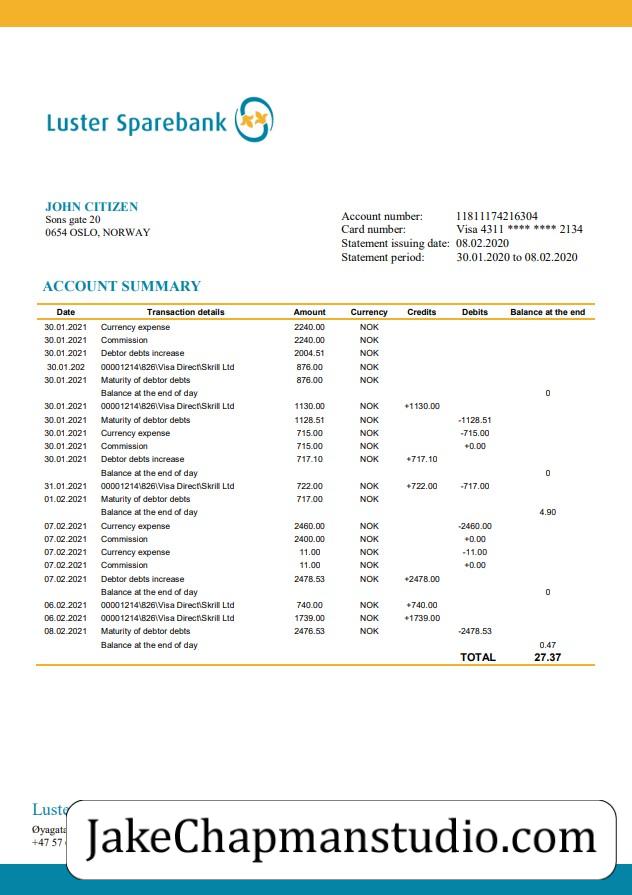 Luster Sparebank
JOHN CITIZEN
Sons gate 20
0654 OSLO, NORWAY
Account number: 11811174216304
Card number: Visa 4311 **** **** 2134
Statement issuing date: 08.02.2020
Statement period: 30.01.2020 to 08.02.2020
ACCOUNT SUMMARY
Date Transaction details Amount Currency Credits Debits Balance at the end
30.01.2021 Currency expense 2240.00 NOK
30.01.2021 Commission 2240.00 NOK
30.01.2021 Debtor debts increase 2004.51 NOK
30.01.202 00001214\826\Visa Direct\Skrill Ltd 876.00 NOK
30.01.2021 Maturity of debtor debts 876.00 NOK
Balance at the end of day 0
30.01.2021 00001214\826\Visa Direct\Skrill Ltd 1130.00 NOK +1130.00
30.01.2021 Maturity of debtor debts 1128.51 NOK -1128.51
30.01.2021 Currency expense 715.00 NOK -715.00
30.01.2021 Commission 715.00 NOK +0.00
30.01.2021 Debtor debts increase 717.10 NOK +717.10
Balance at the end of day 0
31.01.2021 00001214\826\Visa Direct\Skrill Ltd 722.00 NOK +722.00 -717.00
01.02.2021 Maturity of debtor debts 717.00 NOK
Balance at the end of day 4.90
07.02.2021 Currency expense 2460.00 NOK -2460.00
07.02.2021 Commission 2400.00 NOK +0.00
07.02.2021 Currency expense 11.00 NOK -11.00
07.02.2021 Commission 11.00 NOK +0.00
07.02.2021 Debtor debts increase 2478.53 NOK +2478.00
Balance at the end of day 0
06.02.2021 00001214\826\Visa Direct\Skrill Ltd 740.00 NOK +740.00
06.02.2021 00001214\826\Visa Direct\Skrill Ltd 1739.00 NOK +1739.00
08.02.2021 Maturity of debtor debts 2476.53 NOK -2478.53
Balance at the end of day 0.47
TOTAL 27.37
Luste
Øyagata
+47 57
JakeChapmanstudio.com